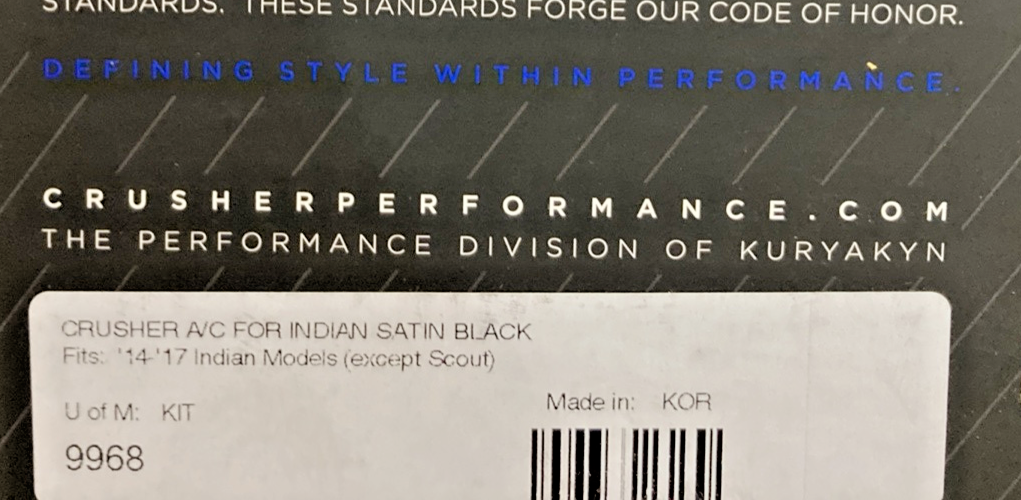 STANDARDS. THESE STANDARDS FORGE OUR CODE OF HONOR.
DEFINING STYLE WITHIN PERFORMANCE.
CRUSHERPERFORMANCE.COM
THE PERFORMANCE DIVISION OF KURYAKYN
CRUSHER A/C FOR INDIAN SATIN BLACK
Fits: '14-'17 Indian Models (except Scout)
U of M: KIT
Made in: KOR
9968